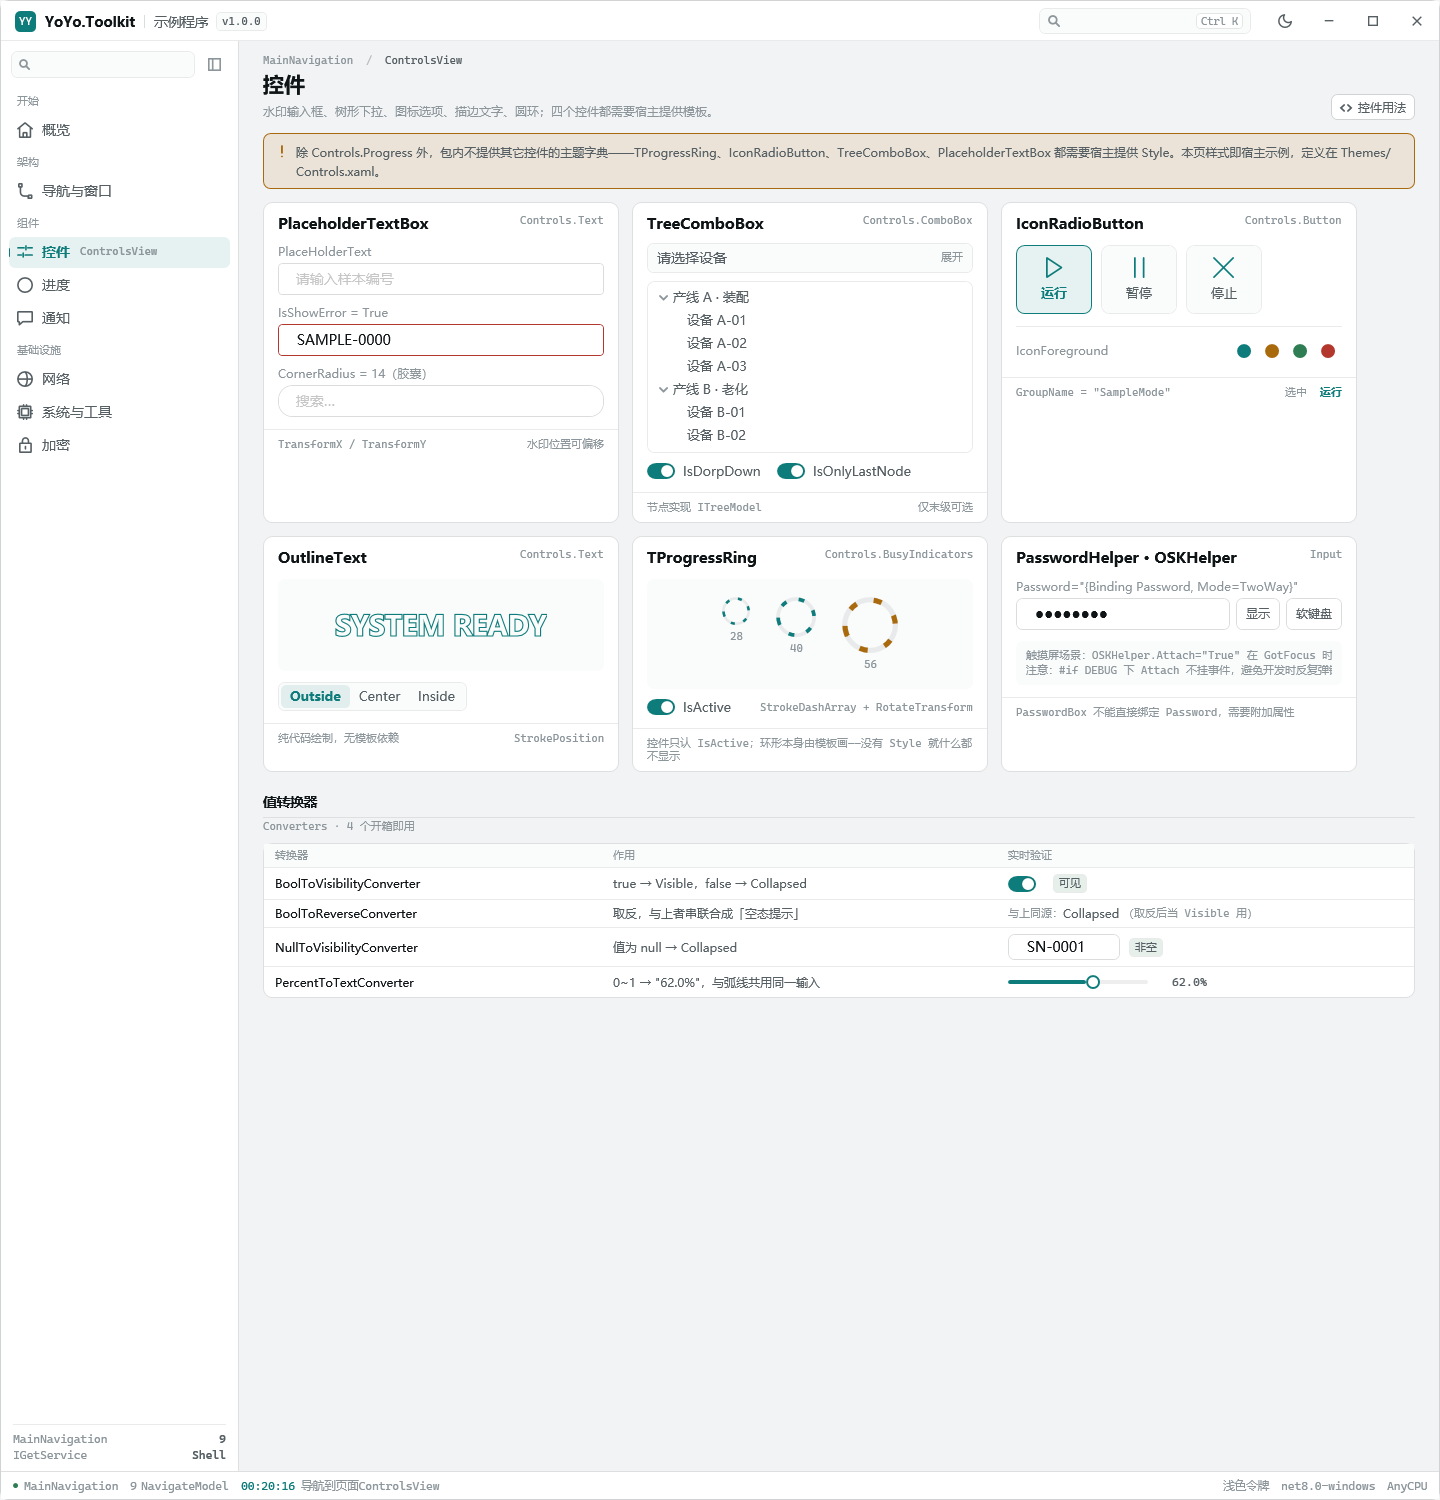 YY YoYo.Toolkit 示例程序 v1.0.0
Ctrl K
开始
概览
架构
导航与窗口
组件
控件 ControlsView
进度
通知
基础设施
网络
系统与工具
加密
MainNavigation 9
IGetService Shell
MainNavigation / ControlsView
控件
水印输入框、树形下拉、图标选项、描边文字、圆环；四个控件都需要宿主提供模板。
控件用法
! 除 Controls.Progress 外，包内不提供其它控件的主题字典——TProgressRing、IconRadioButton、TreeComboBox、PlaceholderTextBox 都需要宿主提供 Style。本页样式即宿主示例，定义在 Themes/
Controls.xaml。
PlaceholderTextBox Controls.Text
PlaceHolderText
请输入样本编号
IsShowError = True
SAMPLE-0000
CornerRadius = 14（胶囊）
搜索...
TransformX / TransformY 水印位置可偏移
TreeComboBox Controls.ComboBox
请选择设备 展开
产线 A · 装配
设备 A-01
设备 A-02
设备 A-03
产线 B · 老化
设备 B-01
设备 B-02
IsDorpDown IsOnlyLastNode
节点实现 ITreeModel 仅末级可选
IconRadioButton Controls.Button
运行 暂停 停止
IconForeground
GroupName = "SampleMode" 选中 运行
OutlineText Controls.Text
SYSTEM READY
Outside Center Inside
纯代码绘制，无模板依赖 StrokePosition
TProgressRing Controls.BusyIndicators
28 40 56
IsActive StrokeDashArray + RotateTransform
控件只认 IsActive；环形本身由模板画——没有 Style 就什么都
不显示
PasswordHelper • OSKHelper Input
Password="{Binding Password, Mode=TwoWay}"
●●●●●●●● 显示 软键盘
触摸屏场景：OSKHelper.Attach="True" 在 GotFocus 时
注意：#if DEBUG 下 Attach 不挂事件，避免开发时反复弹
PasswordBox 不能直接绑定 Password，需要附加属性
值转换器
Converters · 4 个开箱即用
转换器 作用 实时验证
BoolToVisibilityConverter true → Visible，false → Collapsed 可见
BoolToReverseConverter 取反，与上者串联合成「空态提示」 与上同源：Collapsed （取反后当 Visible 用）
NullToVisibilityConverter 值为 null → Collapsed SN-0001 非空
PercentToTextConverter 0~1 → "62.0%"，与弧线共用同一输入 62.0%
MainNavigation 9 NavigateModel 00:20:16 导航到页面ControlsView 浅色令牌 net8.0-windows AnyCPU